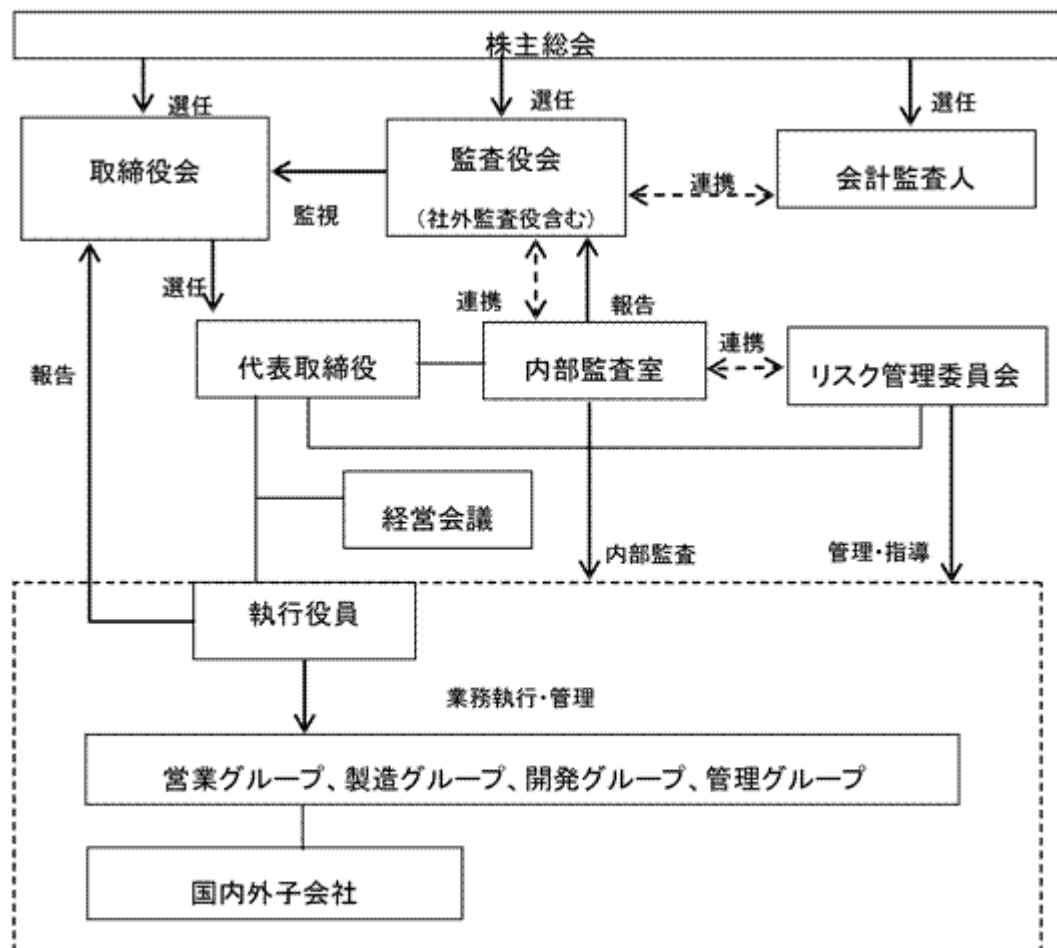 株主総会
選任
選任
選任
取締役会
監査役会
（社外監査役含む）
会計監査人
監視
連携
選任
連携
報告
報告
代表取締役
内部監査室
連携
リスク管理委員会
経営会議
内部監査
管理・指導
執行役員
業務執行・管理
営業グループ、製造グループ、開発グループ、管理グループ
国内外子会社